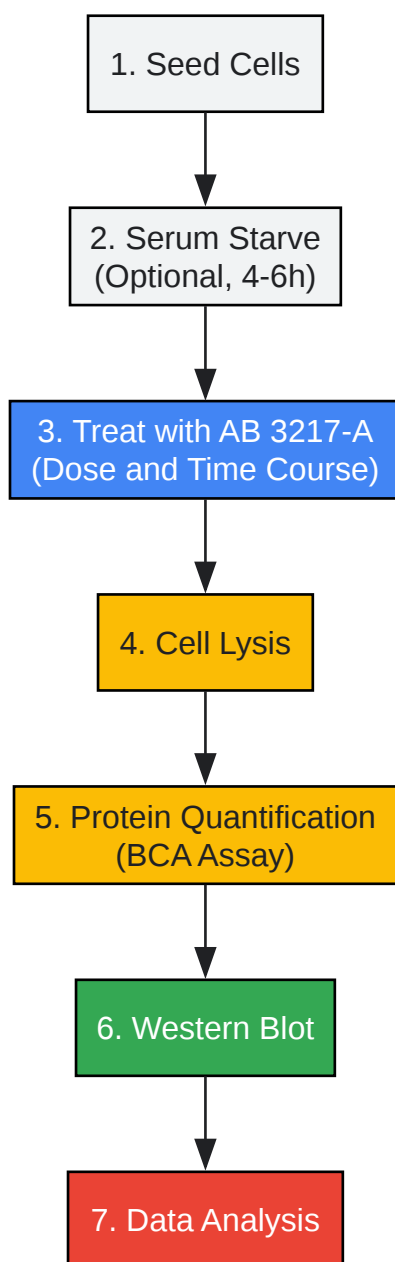 1. Seed Cells
2. Serum Starve
(Optional, 4-6h)
3. Treat with AB 3217-A
(Dose and Time Course)
4. Cell Lysis
5. Protein Quantification
(BCA Assay)
6. Western Blot
7. Data Analysis